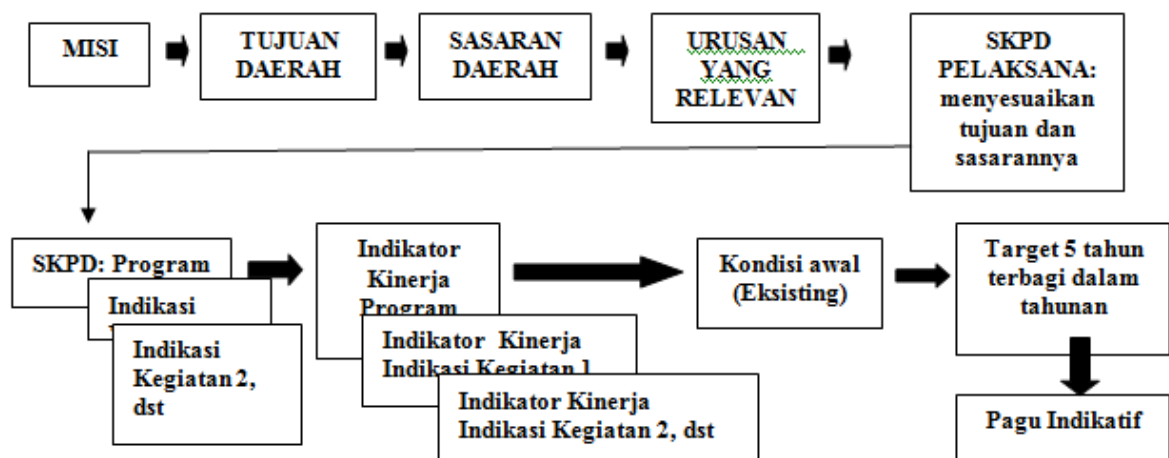 MISI
TUJUAN
DAERAH
SASARAN
DAERAH
URUSAN
YANG
RELEVAN
SKPD
PELAKSANA:
menyesuaikan
tujuan dan
sasarannya
SKPD: Program
Indikasi
Indikasi
Kegiatan 2,
dst
Indikator
Kinerja
Program
Indikator Kinerja
Indikasi Kegiatan 1
Indikator Kinerja
Indikasi Kegiatan 2, dst
Kondisi awal
(Eksisting)
Target 5 tahun
terbagi dalam
tahunan
Pagu Indikatif